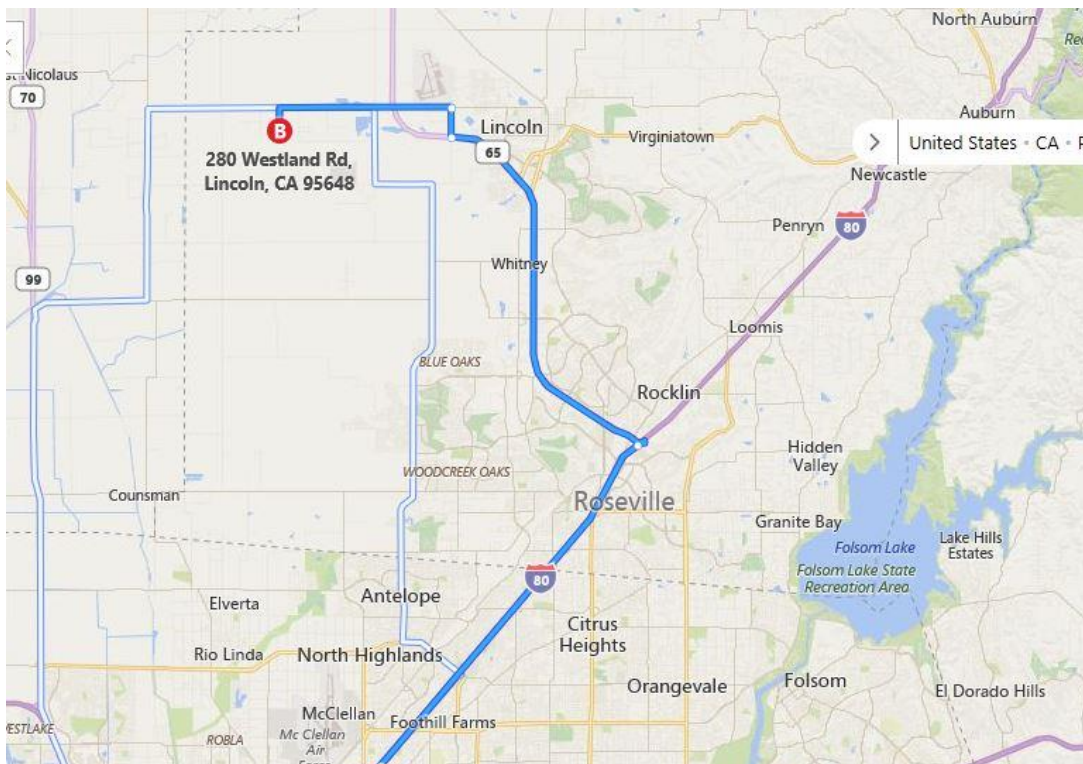 North Auburn
Nicolaus
70
Auburn
Lincoln
Virginiatown
65
United States • CA •
280 Westland Rd,
Lincoln, CA 95648
B
Newcastle
Penryn
80
Whitney
99
Loomis
BLUE OAKS
Rocklin
Hidden
Valley
WOODCREEK OAKS
Counsman
Roseville
Granite Bay
Folsom Lake
Lake Hills
Estates
Folsom Lake State
Recreation Area
80
Antelope
Elverta
Citrus
Heights
Rio Linda
North Highlands
Orangevale
Folsom
El Dorado Hills
McClellan
Foothill Farms
ROBLA
Mc Clellan
Air